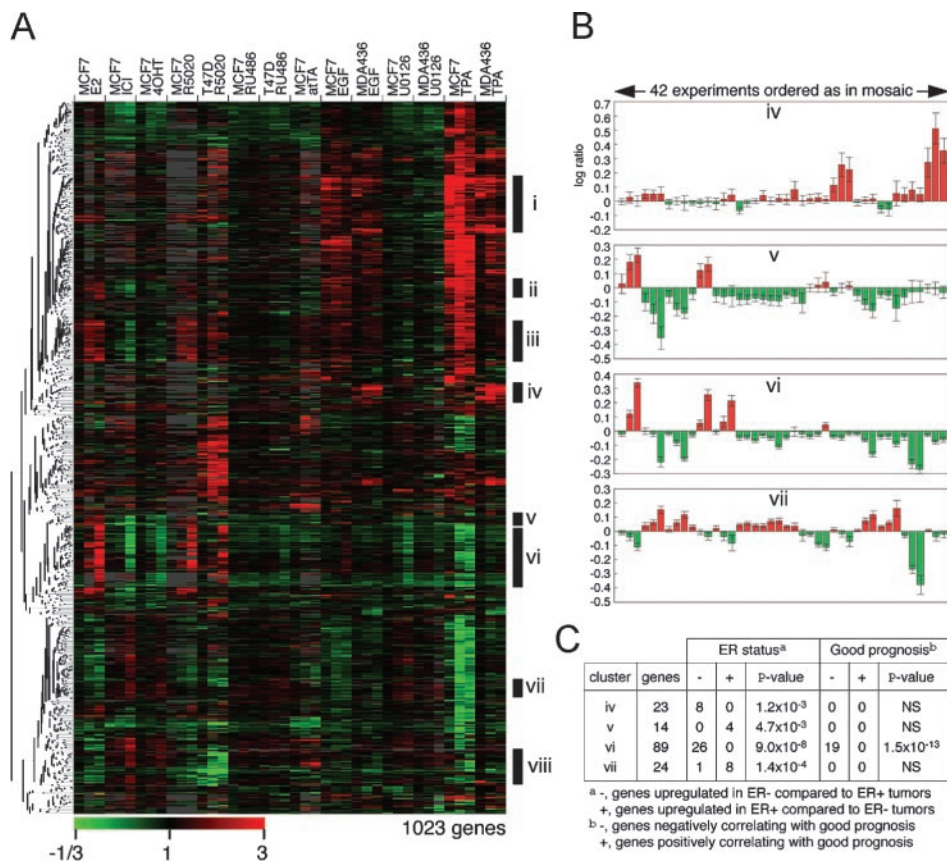 A
MCF7 E2
MCF7 ICI
MCF7 4OHT
MCF7 R5020
T47D R5020
MCF7 RU486
T47D RU486
MCF7 atTA
MCF7 EGF
MDA436 EGF
MCF7 U0126
MDA436 U0126
MCF7 TPA
MDA436 TPA
i
ii
iii
iv
v
vi
vii
viii
1023 genes
-1/3 1 3
B
42 experiments ordered as in mosaic
iv
log ratio
0.7
0.6
0.5
0.4
0.3
0.2
0.1
0
-0.1
-0.2
v
0.3
0.2
0.1
0
-0.1
-0.2
-0.3
-0.4
-0.5
vi
0.4
0.3
0.2
0.1
0
-0.1
-0.2
-0.3
vii
0.3
0.2
0.1
0
-0.1
-0.2
-0.3
-0.4
-0.5
C
ER statusᵃ Good prognosisᵇ
cluster genes - + P-value - + P-value
iv 23 8 0 1.2x10⁻³ 0 0 NS
v 14 0 4 4.7x10⁻³ 0 0 NS
vi 89 26 0 9.0x10⁻⁸ 19 0 1.5x10⁻¹³
vii 24 1 8 1.4x10⁻⁴ 0 0 NS
ᵃ -, genes upregulated in ER- compared to ER+ tumors
+, genes upregulated in ER+ compared to ER- tumors
ᵇ -, genes negatively correlating with good prognosis
+, genes positively correlating with good prognosis